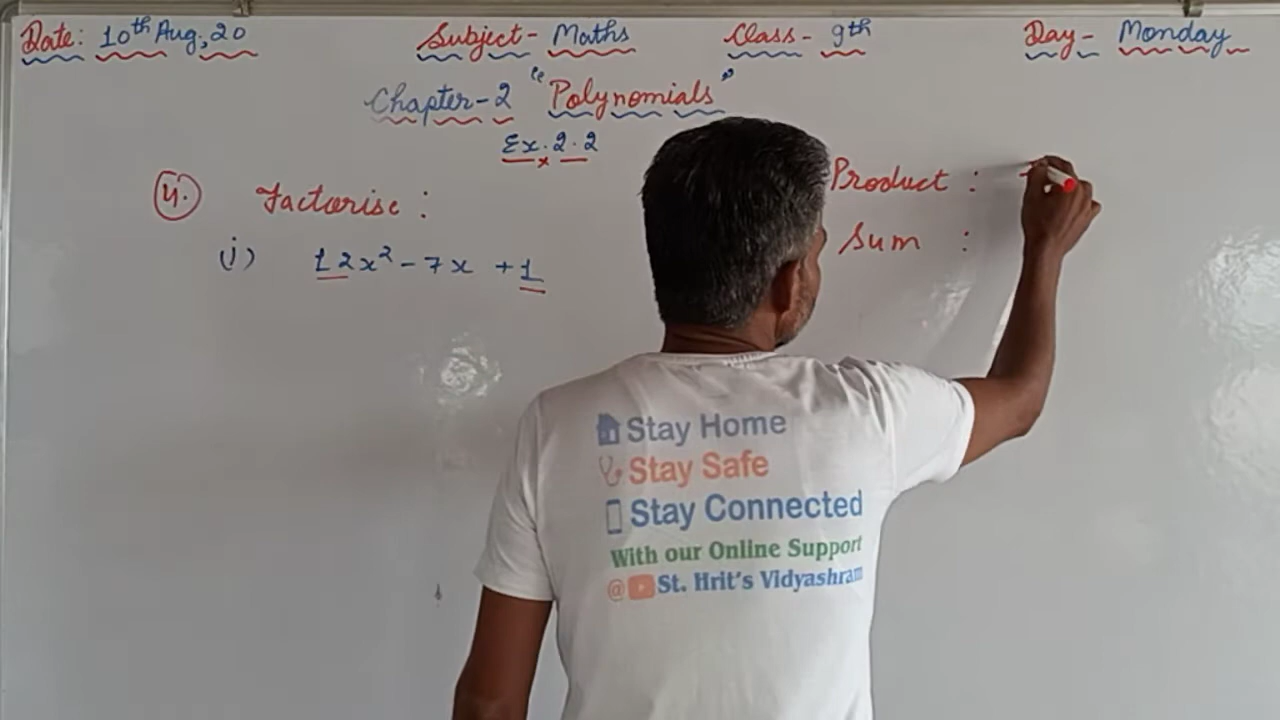 Date: 10th Aug, 20 Subject- Maths Class- 9th Day- Monday
Chapter-2 "Polynomials"
Ex. 2.2
4. Factorise :
(i) 12x² - 7x + 1
Product :
Sum :
Stay Home
Stay Safe
Stay Connected
With our Online Support
@ St. Hrit's Vidyashram